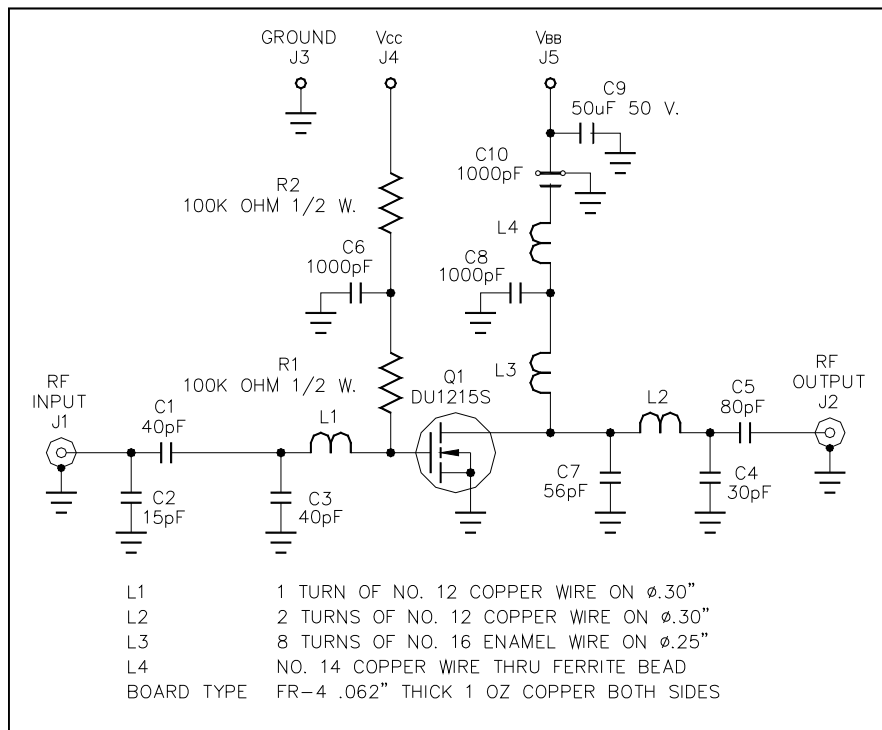 GROUND
J3
Vcc
J4
VBB
J5
C9
50uF 50 V.
C10
1000pF
R2
100K OHM 1/2 W.
L4
C6
1000pF
C8
1000pF
R1
100K OHM 1/2 W.
L3
Q1
DU1215S
RF
INPUT
J1
C1
40pF
L1
L2
C5
80pF
RF
OUTPUT
J2
C2
15pF
C3
40pF
C7
56pF
C4
30pF
L1 1 TURN OF NO. 12 COPPER WIRE ON ø.30”
L2 2 TURNS OF NO. 12 COPPER WIRE ON ø.30”
L3 8 TURNS OF NO. 16 ENAMEL WIRE ON ø.25”
L4 NO. 14 COPPER WIRE THRU FERRITE BEAD
BOARD TYPE FR-4 .062” THICK 1 OZ COPPER BOTH SIDES